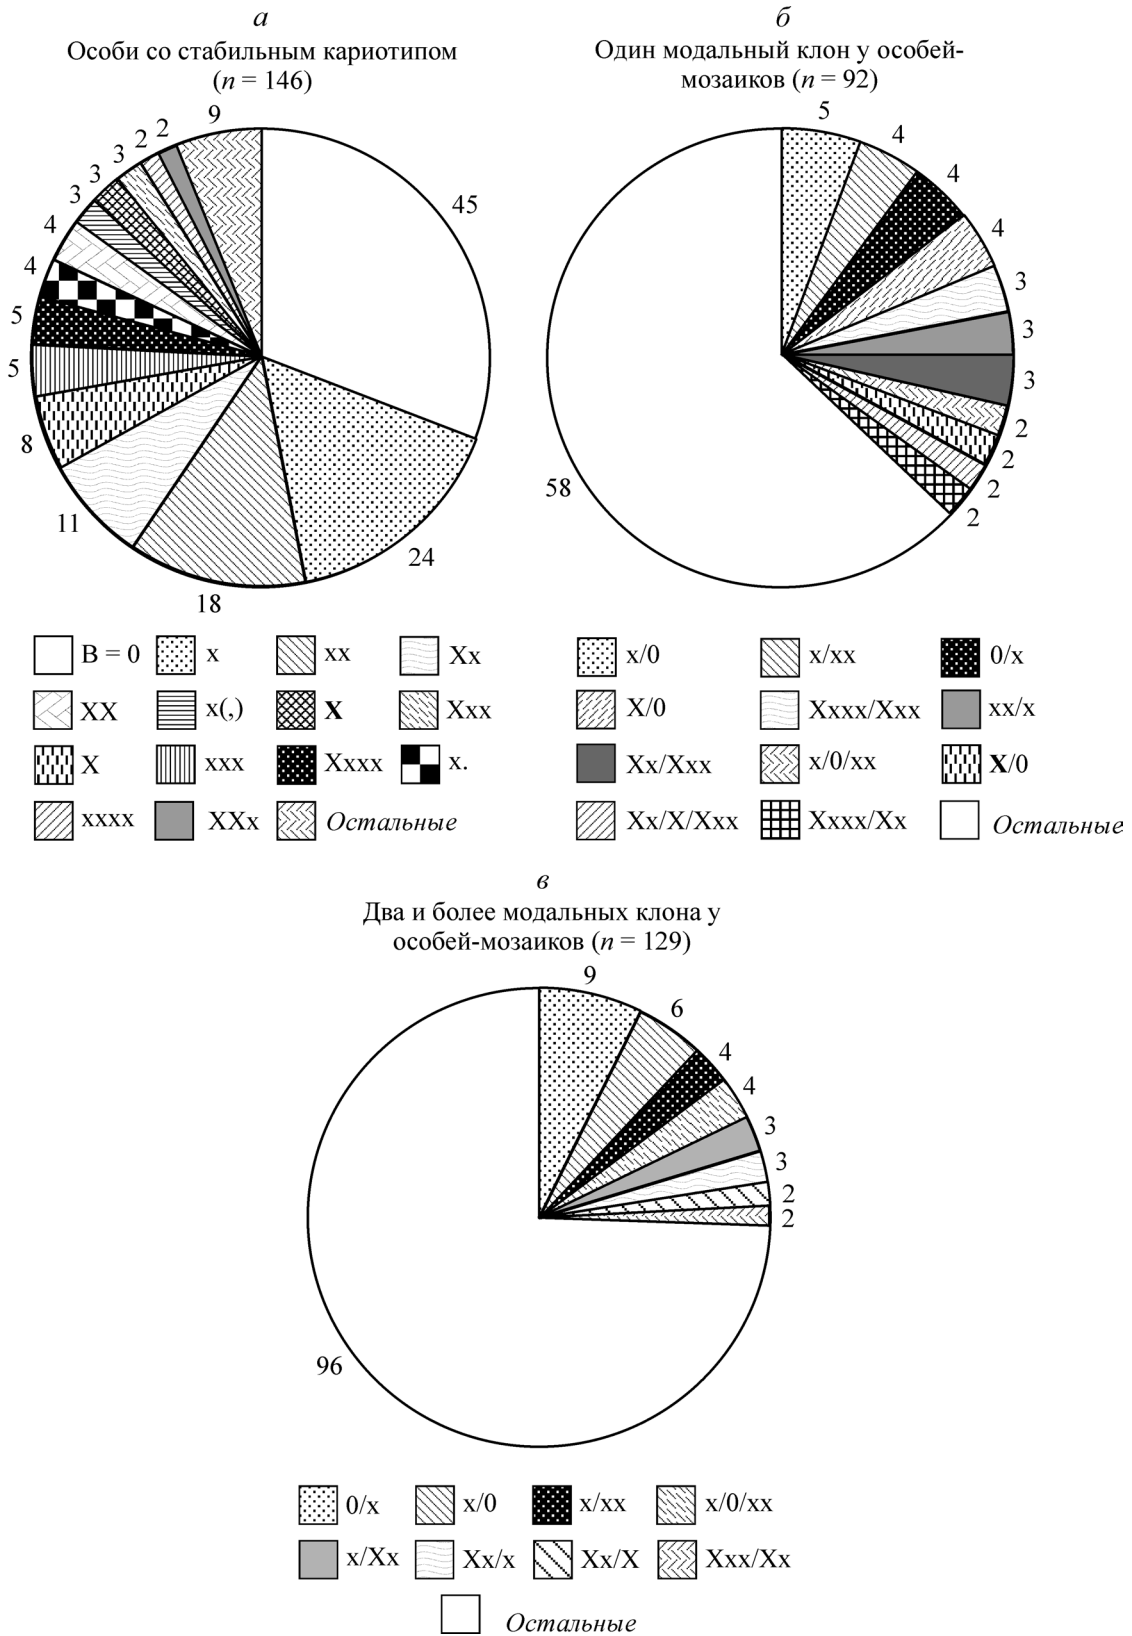 а
Особи со стабильным кариотипом
(n = 146)
9
2
2
3
3
3
4
4
5
5
8
11
18
24
45
B = 0
x
xx
Xx
XX
x(,)
X
Xxx
X
xxx
Xxxx
x.
xxxx
XXx
Остальные
б
Один модальный клон у особей-
мозаиков (n = 92)
5
4
4
4
3
3
3
2
2
2
2
58
x/0
x/xx
0/x
X/0
Xxxx/Xxx
xx/x
Xx/Xxx
x/0/xx
X/0
Xx/X/Xxx
Xxxx/Xx
Остальные
в
Два и более модальных клона у
особей-мозаиков (n = 129)
9
6
4
4
3
3
2
2
96
0/x
x/0
x/xx
x/0/xx
x/Xx
Xx/x
Xx/X
Xxx/Xx
Остальные